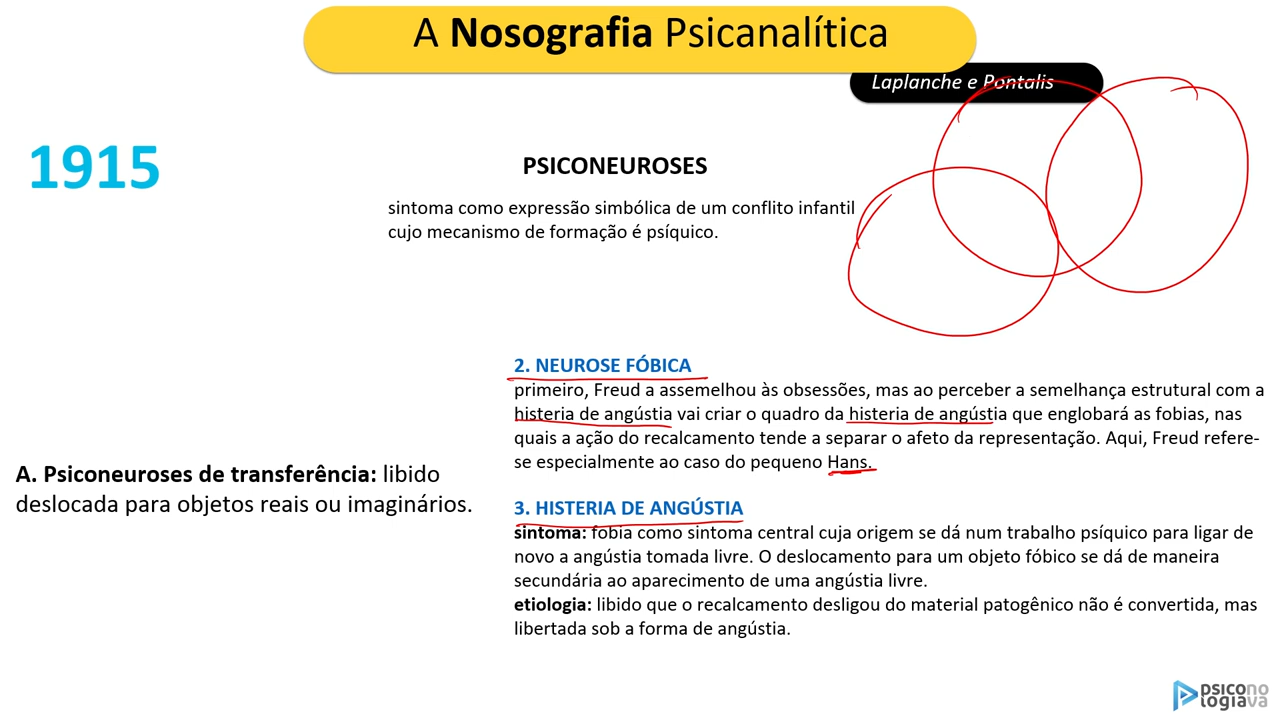 A Nosografia Psicanalítica
Laplanche e Pontalis
1915
PSICONEUROSES
sintoma como expressão simbólica de um conflito infantil
cujo mecanismo de formação é psíquico.
2. NEUROSE FÓBICA
primeiro, Freud a assemelhou às obsessões, mas ao perceber a semelhança estrutural com a
histeria de angústia vai criar o quadro da histeria de angústia que englobará as fobias, nas
quais a ação do recalcamento tende a separar o afeto da representação. Aqui, Freud refere-
se especialmente ao caso do pequeno Hans.
A. Psiconeuroses de transferência: libido
deslocada para objetos reais ou imaginários.
3. HISTERIA DE ANGÚSTIA
sintoma: fobia como sintoma central cuja origem se dá num trabalho psíquico para ligar de
novo a angústia tomada livre. O deslocamento para um objeto fóbico se dá de maneira
secundária ao aparecimento de uma angústia livre.
etiologia: libido que o recalcamento desligou do material patogênico não é convertida, mas
libertada sob a forma de angústia.
psicono
logiava